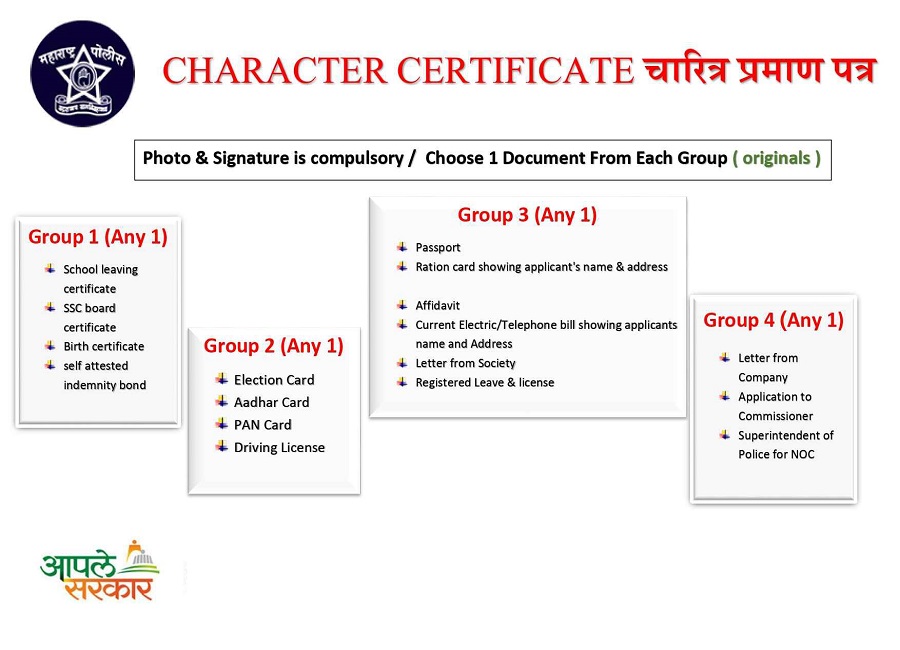 महाराष्ट्र पोलीस
CHARACTER CERTIFICATE चारित्र प्रमाण पत्र
Photo & Signature is compulsory / Choose 1 Document From Each Group ( originals )
Group 1 (Any 1)
School leaving
certificate
SSC board
certificate
Birth certificate
self attested
indemnity bond
Group 2 (Any 1)
Election Card
Aadhar Card
PAN Card
Driving License
Group 3 (Any 1)
Passport
Ration card showing applicant's name & address
Affidavit
Current Electric/Telephone bill showing applicants
name and Address
Letter from Society
Registered Leave & license
Group 4 (Any 1)
Letter from
Company
Application to
Commissioner
Superintendent of
Police for NOC
आपले
सरकार